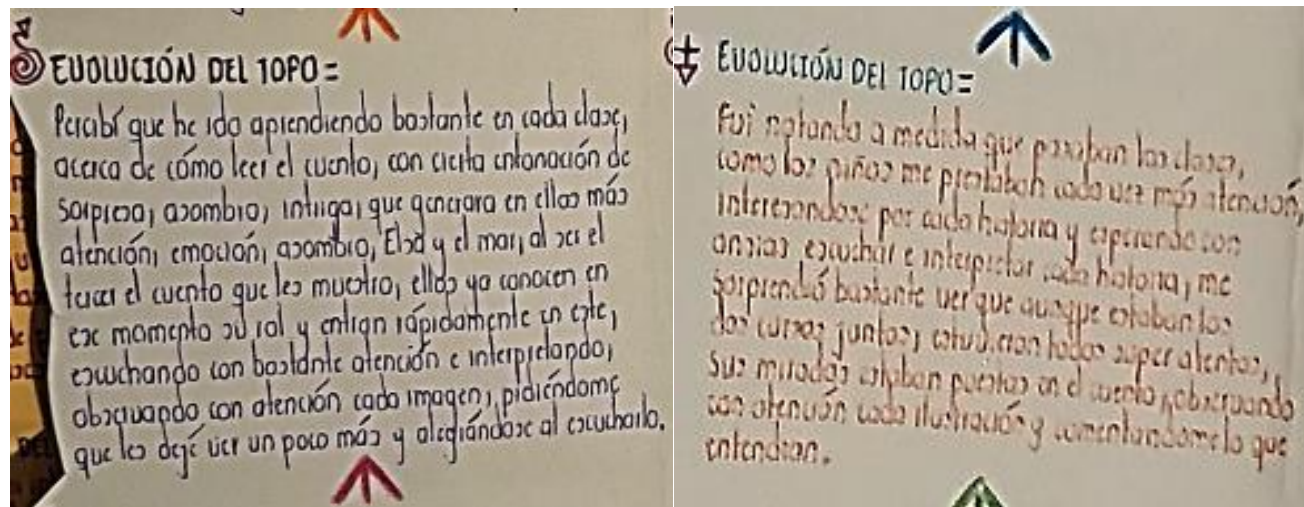 EVOLUCIÓN DEL TOPO=
Percibí que he ido aprendiendo bastante en cada clase,
acerca de cómo leer el cuento, con cierta entonación de
sorpresa, asombro, intriga, que generara en ellos más
atención, emoción, asombro, Elsa y el mar, al ser el
tercer el cuento que les muestro, ellos ya conocen en
ese momento su rol y entran rápidamente en este,
escuchando con bastante atención e interpretando,
observando con atención cada imagen, pidiéndome
que les dejé ver un poco más y alegrándose al escucharlo.
EVOLUCIÓN DEL TOPO=
Fui notando a medida que pasaban las clases,
como los niños me prestaban cada vez más atención,
interesandose por cada historia y esperando con
ansias escuchar e interpretar cada historia, me
sorprendió bastante ver que aunque estaban los
dos cursos juntos, estuvieron todos super atentos,
sus miradas estaban puestas en el cuento, observando
con atención cada ilustración y comentandome lo que
entendian.